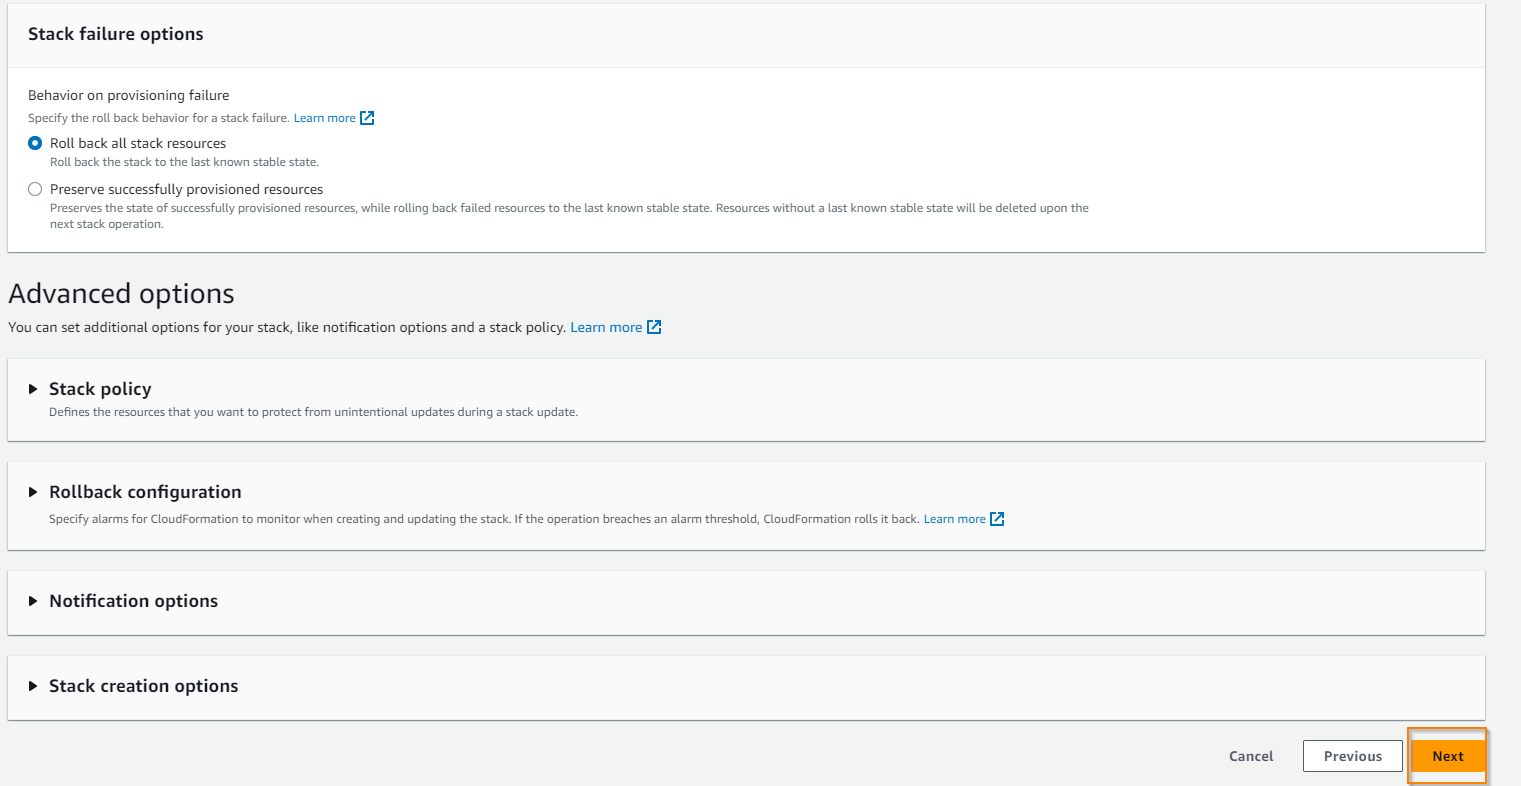 Stack failure options
Behavior on provisioning failure
Specify the roll back behavior for a stack failure. Learn more
Roll back all stack resources
Roll back the stack to the last known stable state.
Preserve successfully provisioned resources
Preserves the state of successfully provisioned resources, while rolling back failed resources to the last known stable state. Resources without a last known stable state will be deleted upon the
next stack operation.
Advanced options
You can set additional options for your stack, like notification options and a stack policy. Learn more
Stack policy
Defines the resources that you want to protect from unintentional updates during a stack update.
Rollback configuration
Specify alarms for CloudFormation to monitor when creating and updating the stack. If the operation breaches an alarm threshold, CloudFormation rolls it back. Learn more
Notification options
Stack creation options
Cancel Previous Next